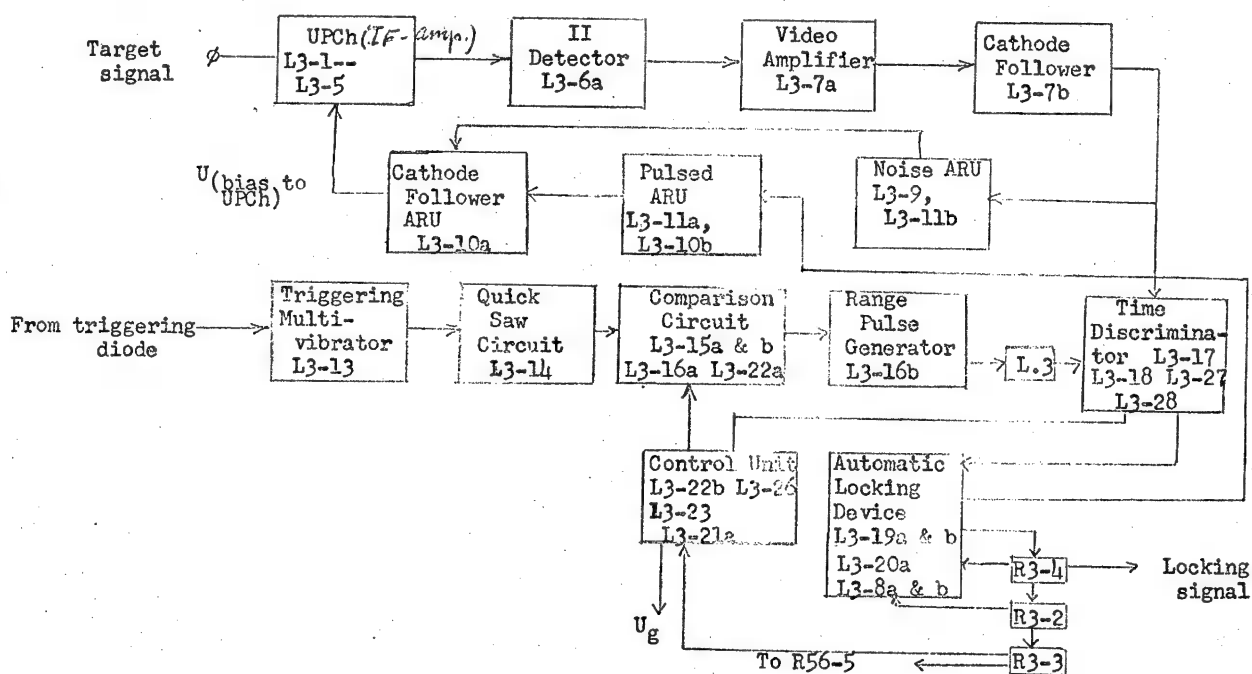 Target
signal
UPCh (IF-amp.)
L3-1--
L3-5
II
Detector
L3-6a
Video
Amplifier
L3-7a
Cathode
Follower
L3-7b
U(bias to
UPCh)
Cathode
Follower
ARU
L3-10a
Pulsed
ARU
L3-11a,
L3-10b
Noise ARU
L3-9,
L3-11b
From triggering
diode
Triggering
Multi-
vibrator
L3-13
Quick
Saw
Circuit
L3-14
Comparison
Circuit
L3-15a & b
L3-16a L3-22a
Range
Pulse
Generator
L3-16b
L.3
Time
Discrimina-
tor L3-17
L3-18 L3-27
L3-28
Control Unit
L3-22b L3-26
L3-23
L3-21a
Automatic
Locking
Device
L3-19a & b
L3-20a
L3-8a & b
R3-4
Locking
signal
R3-2
Ug
To R56-5
R3-3